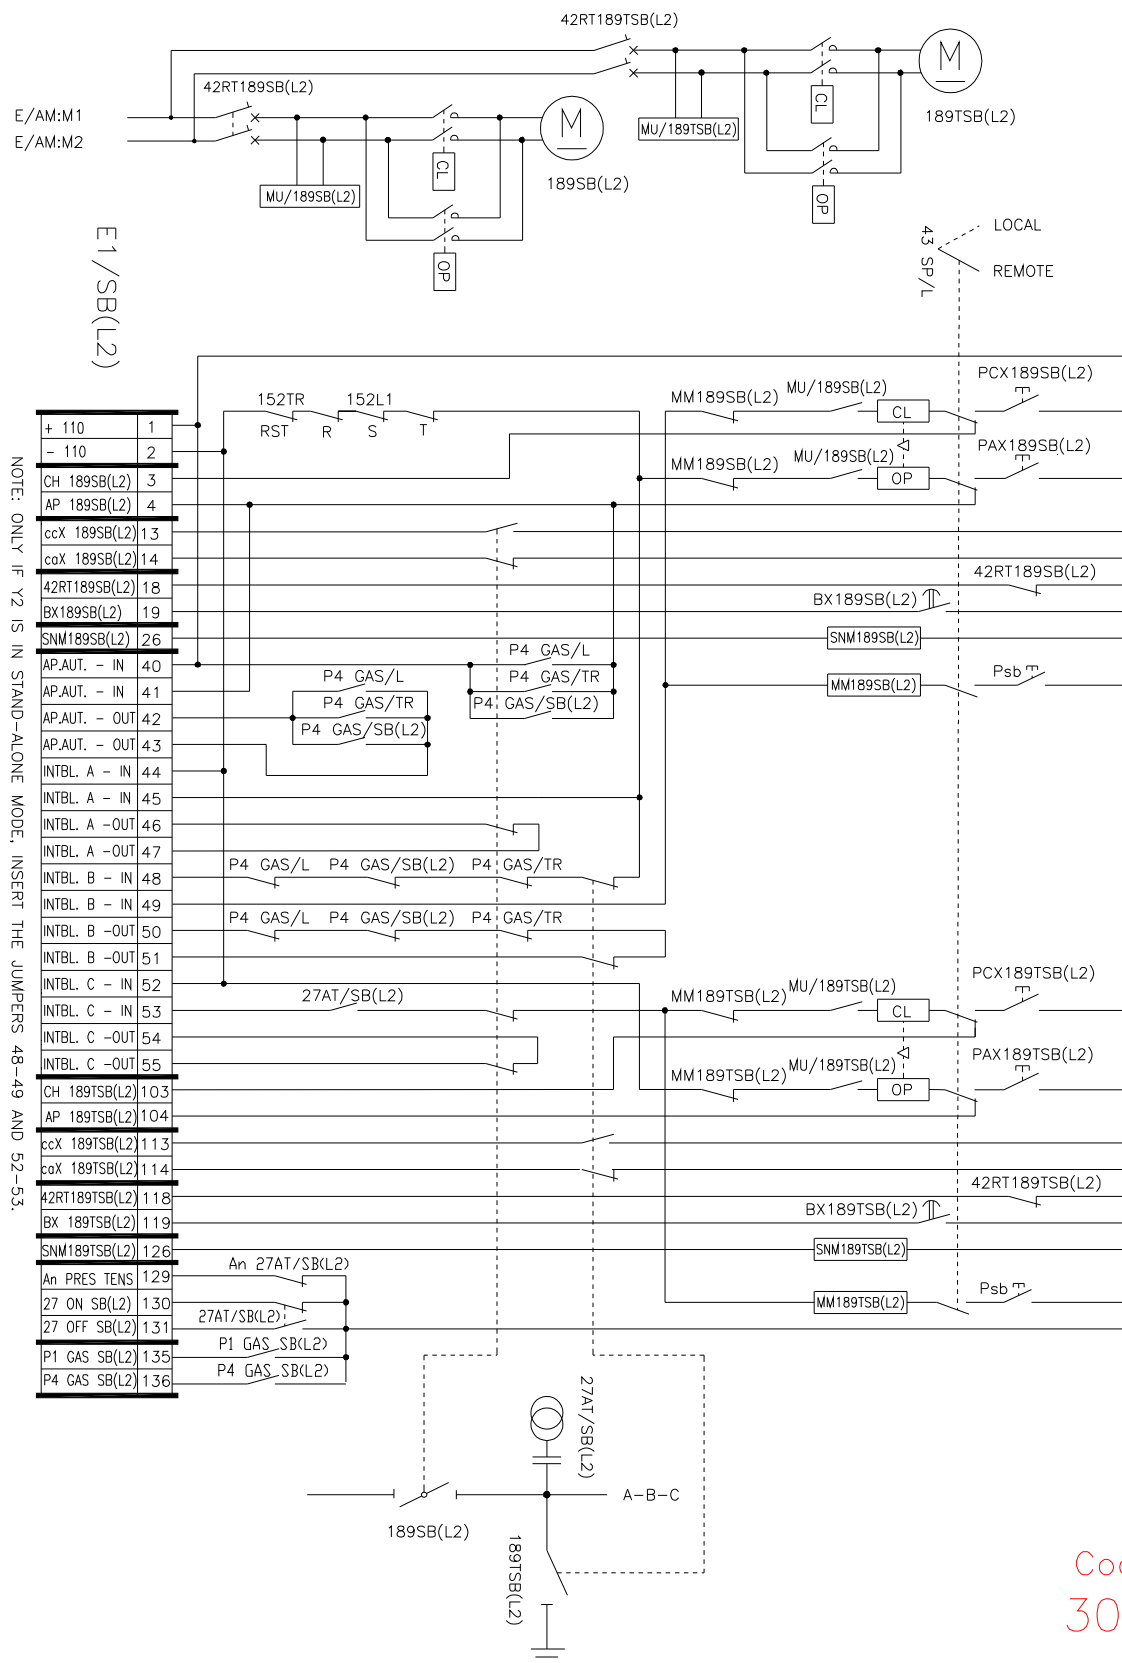 42RT189TSB(L2)
M
42RT189SB(L2)
E/AM:M1
E/AM:M2
M
CL
MU/189TSB(L2)
189TSB(L2)
CL
MU/189SB(L2)
189SB(L2)
OP
OP
43 SP/L
LOCAL
REMOTE
E1/SB(L2)
NOTE: ONLY IF Y2 IS IN STAND-ALONE MODE, INSERT THE JUMPERS 48-49 AND 52-53.
152TR
152L1
RST
R
S
T
MM189SB(L2)
MU/189SB(L2)
CL
PCX189SB(L2)
MM189SB(L2)
MU/189SB(L2)
OP
PAX189SB(L2)
+ 110 1
- 110 2
CH 189SB(L2) 3
AP 189SB(L2) 4
ccX 189SB(L2) 13
caX 189SB(L2) 14
42RT189SB(L2) 18
42RT189SB(L2)
BX189SB(L2) 19
BX189SB(L2)
SNM189SB(L2) 26
SNM189SB(L2)
AP.AUT. - IN 40
P4 GAS/L
AP.AUT. - IN 41
P4 GAS/L
P4 GAS/TR
MM189SB(L2)
Psb
AP.AUT. - OUT 42
P4 GAS/TR
P4 GAS/SB(L2)
AP.AUT. - OUT 43
P4 GAS/SB(L2)
INTBL. A - IN 44
INTBL. A - IN 45
INTBL. A -OUT 46
INTBL. A -OUT 47
INTBL. B - IN 48
P4 GAS/L
P4 GAS/SB(L2)
P4 GAS/TR
INTBL. B - IN 49
INTBL. B -OUT 50
P4 GAS/L
P4 GAS/SB(L2)
P4 GAS/TR
INTBL. B -OUT 51
INTBL. C - IN 52
INTBL. C - IN 53
27AT/SB(L2)
MM189TSB(L2)
MU/189SB(L2)
CL
PCX189TSB(L2)
INTBL. C -OUT 54
INTBL. C -OUT 55
CH 189TSB(L2) 103
MM189TSB(L2)
MU/189TSB(L2)
OP
PAX189TSB(L2)
AP 189TSB(L2) 104
ccX 189TSB(L2) 113
caX 189TSB(L2) 114
42RT189TSB(L2) 118
42RT189TSB(L2)
BX 189TSB(L2) 119
BX189TSB(L2)
SNM189TSB(L2) 126
SNM189TSB(L2)
An PRES TENS 129
An 27AT/SB(L2)
27 ON SB(L2) 130
27AT/SB(L2)
MM189TSB(L2)
Psb
27 OFF SB(L2) 131
P1 GAS SB(L2) 135
P1 GAS SB(L2)
P4 GAS SB(L2) 136
P4 GAS SB(L2)
27AT/SB(L2)
A-B-C
189SB(L2)
189TSB(L2)
30